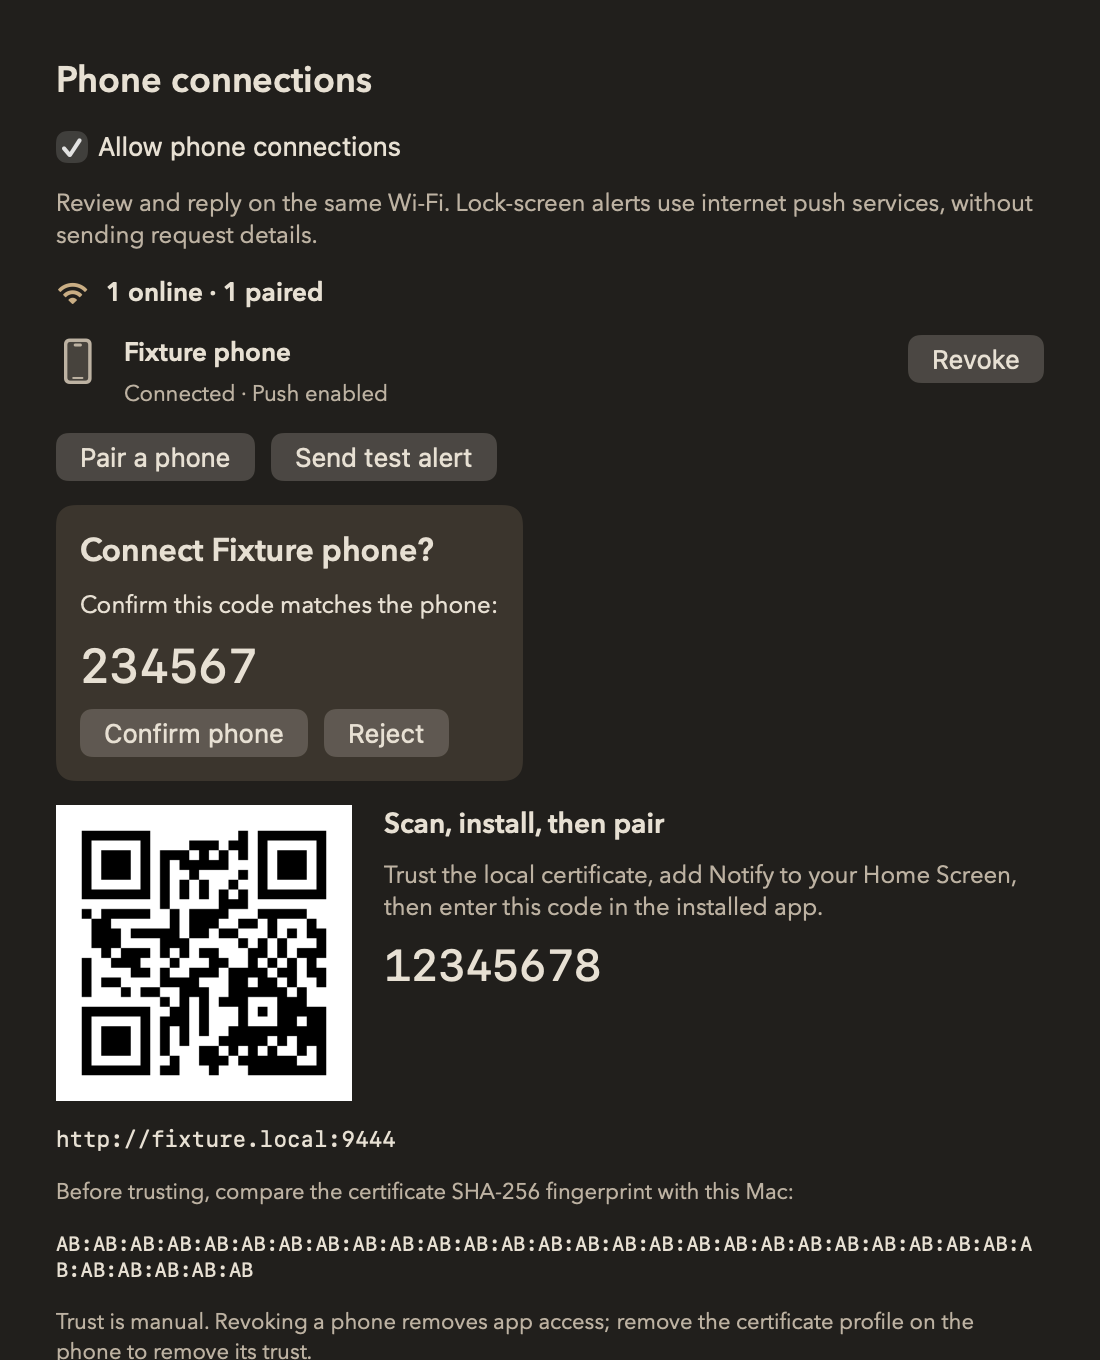 Phone connections
Allow phone connections
Review and reply on the same Wi-Fi. Lock-screen alerts use internet push services, without
sending request details.
1 online · 1 paired
Fixture phone
Revoke
Connected · Push enabled
Pair a phone
Send test alert
Connect Fixture phone?
Confirm this code matches the phone:
234567
Confirm phone
Reject
Scan, install, then pair
Trust the local certificate, add Notify to your Home Screen,
then enter this code in the installed app.
12345678
http://fixture.local:9444
Before trusting, compare the certificate SHA-256 fingerprint with this Mac:
AB:AB:AB:AB:AB:AB:AB:AB:AB:AB:AB:AB:AB:AB:AB:AB:AB:AB:AB:AB:AB:AB:AB:AB:AB:AB:A
B:AB:AB:AB:AB:AB
Trust is manual. Revoking a phone removes app access; remove the certificate profile on the
phone to remove its trust.